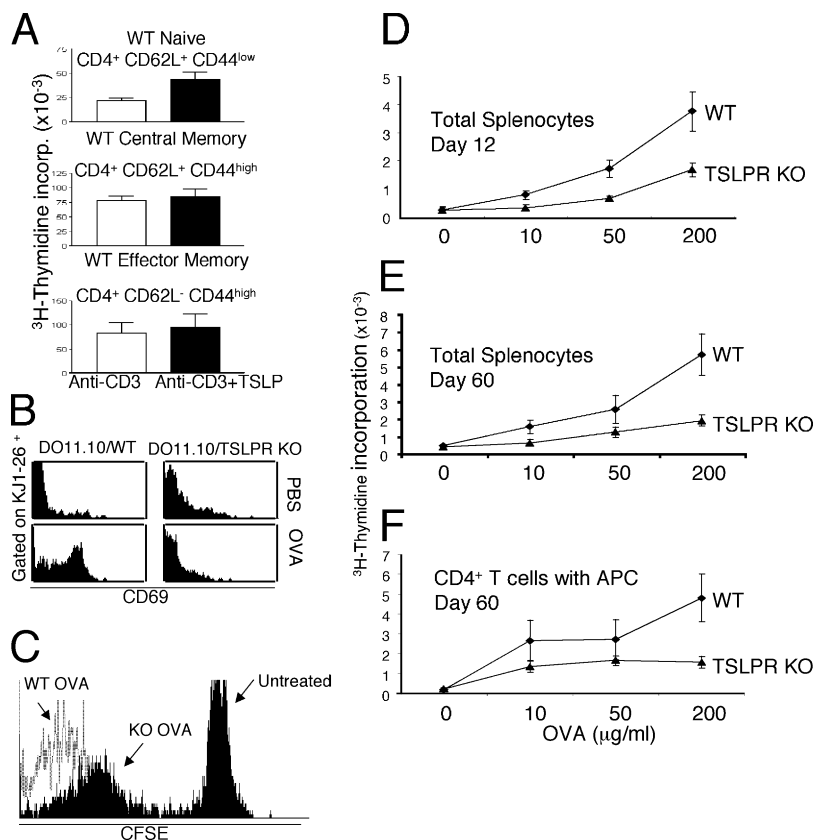 A
WT Naive
CD4+ CD62L+ CD44low
³H-Thymidine incorp. (x10-3)
75
50
25
0
WT Central Memory
CD4+ CD62L+ CD44high
125
100
75
50
25
0
WT Effector Memory
CD4+ CD62L- CD44high
150
100
50
0
Anti-CD3 Anti-CD3+TSLP
B
DO11.10/WT DO11.10/TSLPR KO
Gated on KJ1-26 +
PBS
OVA
CD69
C
WT OVA
KO OVA
Untreated
CFSE
D
5
4
3
2
1
0
Total Splenocytes
Day 12
WT
TSLPR KO
0 10 50 200
E
³H-Thymidine incorporation (x10-3)
8
7
6
5
4
3
2
1
0
Total Splenocytes
Day 60
WT
TSLPR KO
0 10 50 200
F
7
6
5
4
3
2
1
0
CD4+ T cells with APC
Day 60
WT
TSLPR KO
0 10 50 200
OVA (µg/ml)